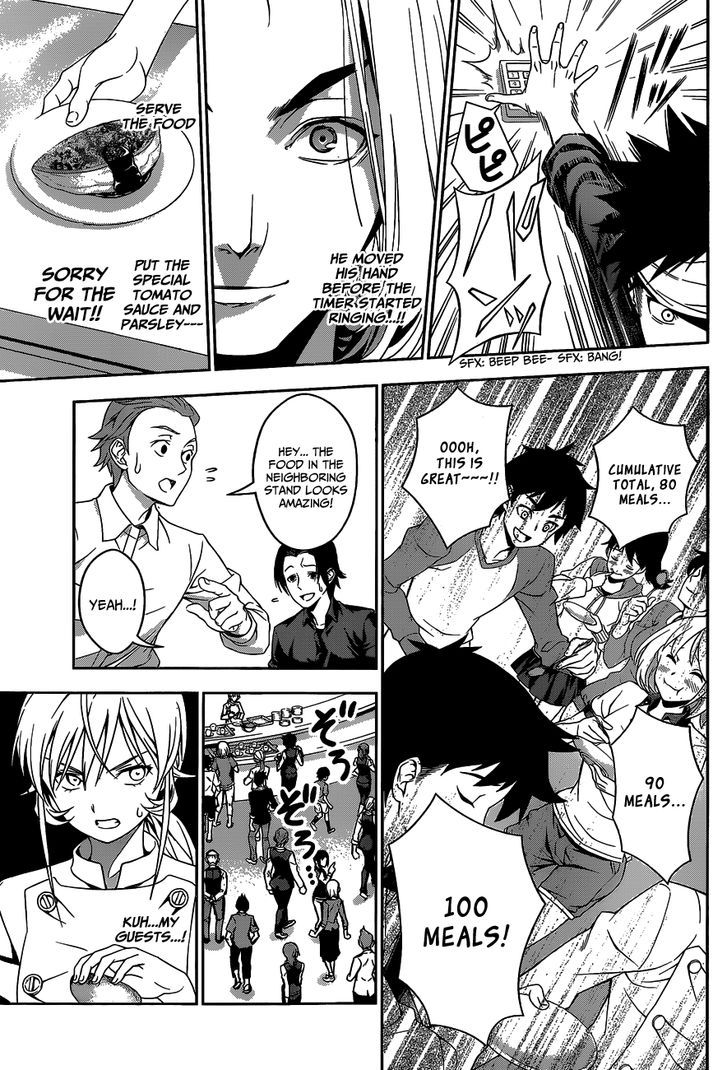 ピピ
バン
SFX: BEEP BEE- SFX: BANG!
HE MOVED
HIS HAND
BEFORE THE
TIMER STARTED
RINGING...!!
SERVE
THE FOOD
PUT THE
SPECIAL
TOMATO
SAUCE AND
PARSLEY~~~
SORRY
FOR THE
WAIT!!
CUMULATIVE
TOTAL, 80
MEALS...
OOOH,
THIS IS
GREAT~~~!!
90
MEALS...
100
MEALS!
HEY... THE
FOOD IN THE
NEIGHBORING
STAND LOOKS
AMAZING!
YEAH...!
ぞろ
ぞろ...
KUH...MY
GUESTS...!